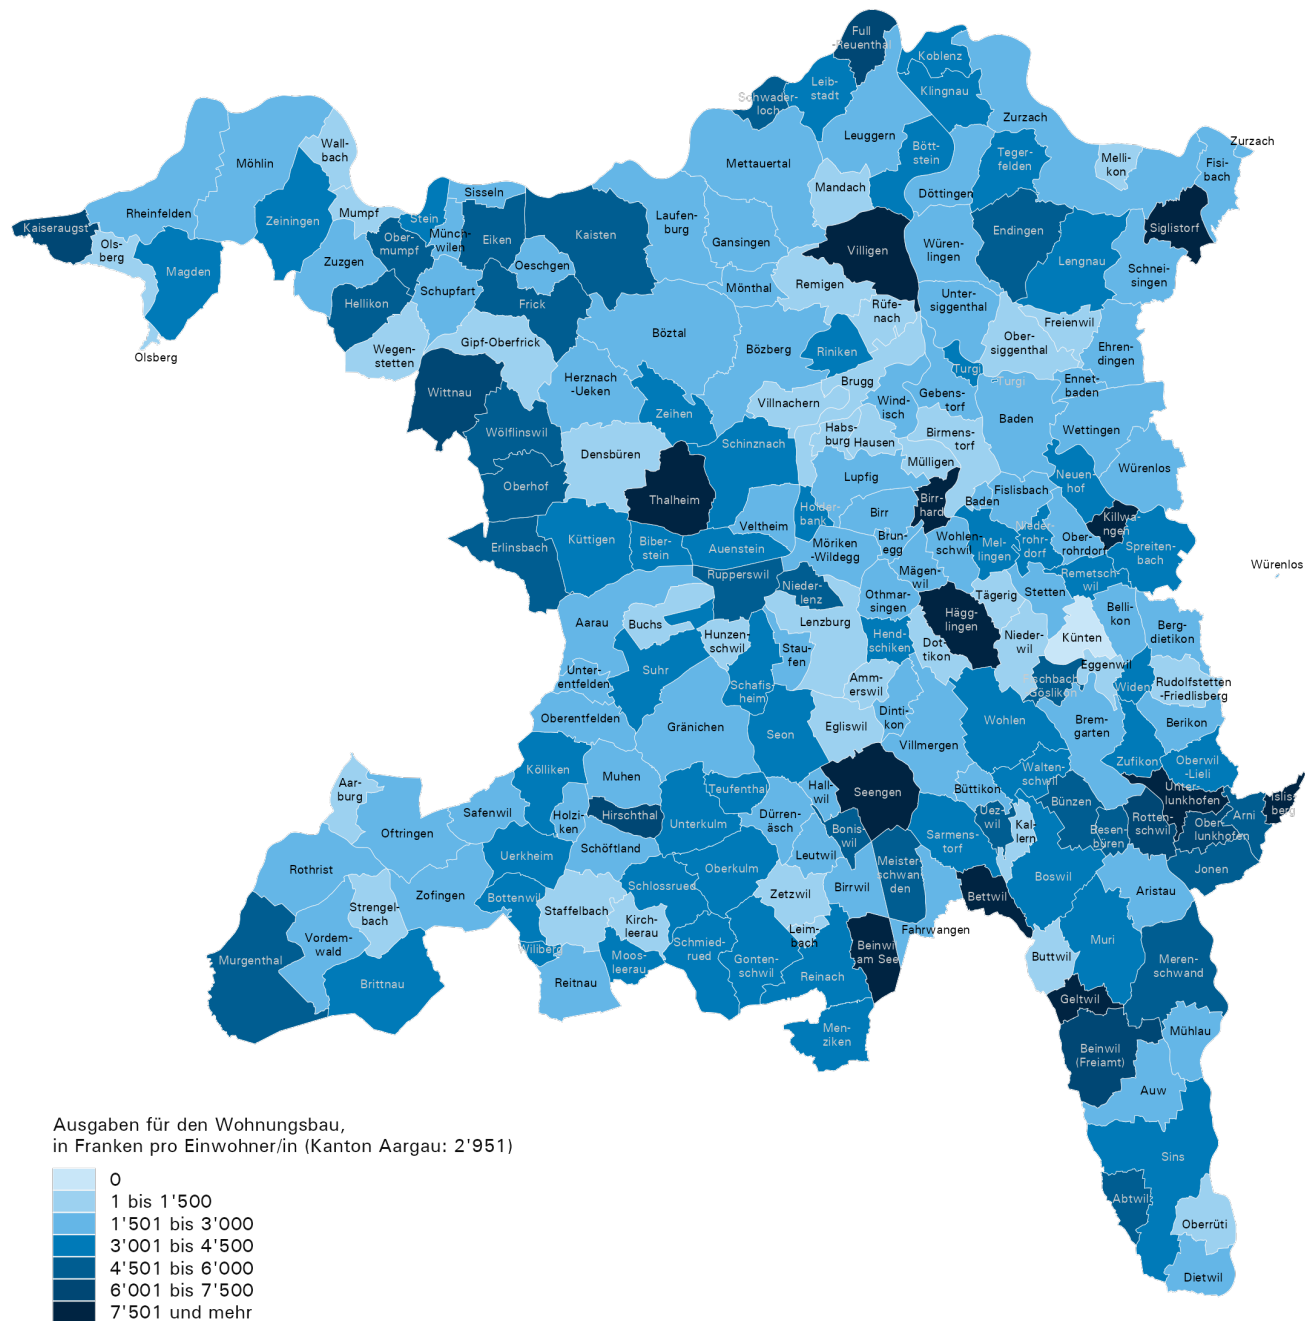 Full
-Reuenthal
Koblenz
Leib-
stadt
Klingnau
Schwader-
loch
Zurzach
Leuggern
Zurzach
Wall-
bach
Bött-
stein
Teger-
felden
Melli-
kon
Fisi-
bach
Möhlin
Mettauertal
Mandach
Döttingen
Sisseln
Rheinfelden
Mumpf
Stein
Laufen-
burg
Kaiseraugst
Zeiningen
Siglistorf
Ols-
berg
Ober-
mumpf
Münch-
wilen
Eiken
Kaisten
Gansingen
Villigen
Würen-
lingen
Endingen
Lengnau
Magden
Zuzgen
Oeschgen
Schnei-
singen
Schupfart
Mönthal
Remigen
Hellikon
Frick
Rüfe-
nach
Unter-
siggenthal
Freienwil
Olsberg
Wegen-
stetten
Gipf-Oberfrick
Böztal
Bözberg
Riniken
Ober-
siggenthal
Ehren-
dingen
Wittnau
Herznach
-Ueken
Turgi
Turgi
Brugg
Ennet-
baden
Villnachern
Wind-
isch
Gebens-
torf
Zeihen
Baden
Wölflinswil
Schinznach
Habs-
burg
Hausen
Birmens-
torf
Wettingen
Densbüren
Mülligen
Oberhof
Lupfig
Neuen-
hof
Würenlos
Thalheim
Birr-
hard
Fislisbach
Baden
Holder-
bank
Birr
Killwa-
ngen
Veltheim
Küttigen
Biber-
stein
Auenstein
Möriken
-Wildegg
Brun-
egg
Wohlen-
schwil
Mel-
lingen
Nieder-
rohr-
dorf
Ober-
rohrdorf
Spreiten-
bach
Erlinsbach
Würenlos
Rupperswil
Nieder-
lenz
Mägen-
wil
Remetsch-
wil
Othmar-
singen
Tägerig
Stetten
Aarau
Buchs
Lenzburg
Hägg-
lingen
Belli-
kon
Berg-
dietikon
Hunzen-
schwil
Stau-
fen
Hend-
schiken
Dot-
tikon
Nieder-
wil
Künten
Eggenwil
Unter-
entfelden
Suhr
Schafis-
heim
Amm-
erswil
Fischbach-
Göslikon
Widen
Rudolfstetten
-Friedlisberg
Oberentfelden
Gränichen
Seon
Egliswil
Dinti-
kon
Wohlen
Brem-
garten
Berikon
Villmergen
Kölliken
Muhen
Teufenthal
Hall-
wil
Seengen
Büttikon
Walten-
schwil
Zufikon
Oberwil
-Lieli
Aar-
burg
Unter-
lunkhofen
Islis-
berg
Oftringen
Safenwil
Holzi-
ken
Hirschthal
Unterkulm
Dürren-
äsch
Bonis-
wil
Sarmens-
torf
Uez-
wil
Kal-
lern
Bünzen
Besen-
büren
Rotten-
schwil
Ober-
lunkhofen
Arni
Schöftland
Leutwil
Rothrist
Uerkheim
Oberkulm
Meister-
schwan-
den
Boswil
Jonen
Zofingen
Bottenwil
Schlossrued
Zetzwil
Birrwil
Bettwil
Aristau
Strengel-
bach
Staffelbach
Kirch-
leerau
Leim-
bach
Fahrwangen
Vordem-
wald
Schmied-
rued
Beinwil
am See
Muri
Murgenthal
Wiliberg
Moos-
leerau
Gonten-
schwil
Buttwil
Meren-
schwand
Brittnau
Reitnau
Reinach
Geltwil
Men-
ziken
Mühlau
Beinwil
(Freiamt)
Auw
Sins
Abtwil
Oberrüti
Dietwil
Ausgaben für den Wohnungsbau,
in Franken pro Einwohner/in (Kanton Aargau: 2'951)
0
1 bis 1'500
1'501 bis 3'000
3'001 bis 4'500
4'501 bis 6'000
6'001 bis 7'500
7'501 und mehr